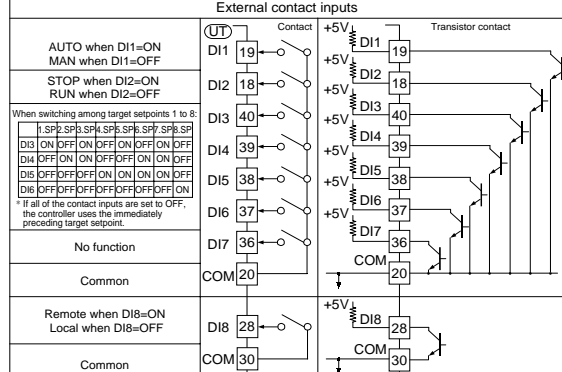 External contact inputs
AUTO when DI1=ON
MAN when DI1=OFF
STOP when DI2=ON
RUN when DI2=OFF
When switching among target setpoints 1 to 8:
1.SP 2.SP 3.SP 4.SP 5.SP 6.SP 7.SP 8.SP
DI3 ON OFF ON OFF ON OFF ON OFF
DI4 OFF ON ON OFF OFF ON ON OFF
DI5 OFF OFF OFF ON ON ON ON OFF
DI6 OFF OFF OFF OFF OFF OFF OFF ON
* If all of the contact inputs are set to OFF,
the controller uses the immediately
preceding target setpoint.
No function
Common
Remote when DI8=ON
Local when DI8=OFF
Common
UT Contact
DI1 19
DI2 18
DI3 40
DI4 39
DI5 38
DI6 37
DI7 36
COM 20
DI8 28
COM 30
Transistor contact
+5V DI1 19
+5V DI2 18
+5V DI3 40
+5V DI4 39
+5V DI5 38
+5V DI6 37
+5V DI7 36
COM 20
+5V DI8 28
COM 30